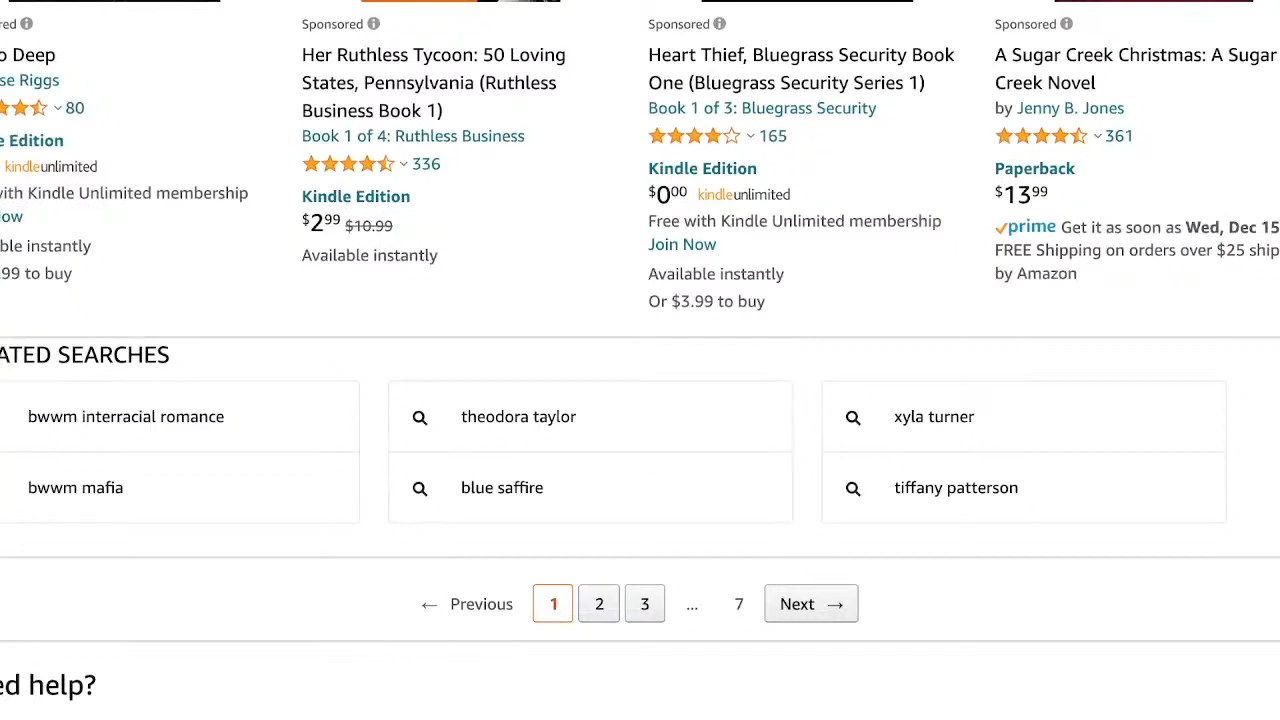 red
o Deep
se Riggs
80
e Edition
kindleunlimited
with Kindle Unlimited membership
ow
ble instantly
.99 to buy
Sponsored
Her Ruthless Tycoon: 50 Loving
States, Pennsylvania (Ruthless
Business Book 1)
Book 1 of 4: Ruthless Business
336
Kindle Edition
$2.99 $10.99
Available instantly
Sponsored
Heart Thief, Bluegrass Security Book
One (Bluegrass Security Series 1)
Book 1 of 3: Bluegrass Security
165
Kindle Edition
$0.00 kindleunlimited
Free with Kindle Unlimited membership
Join Now
Available instantly
Or $3.99 to buy
Sponsored
A Sugar Creek Christmas: A Sugar
Creek Novel
by Jenny B. Jones
361
Paperback
$13.99
prime Get it as soon as Wed, Dec 15
FREE Shipping on orders over $25 ship
by Amazon
ATED SEARCHES
bwwm interracial romance
theodora taylor
xyla turner
bwwm mafia
blue saffire
tiffany patterson
← Previous 1 2 3 ... 7 Next →
ed help?